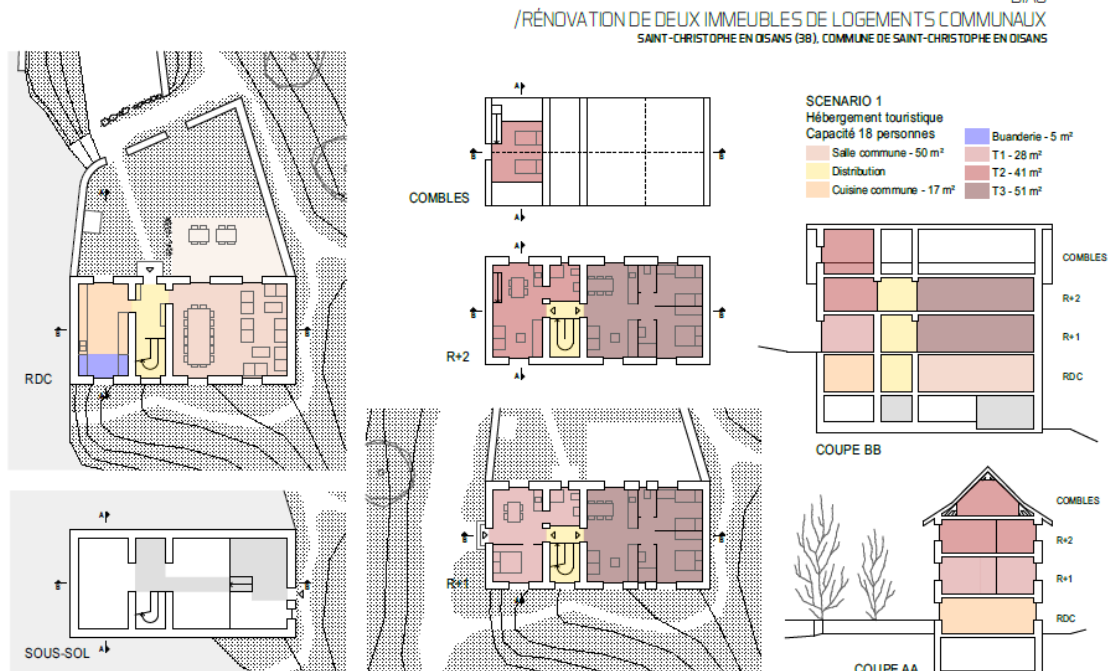 /RÉNOVATION DE DEUX IMMEUBLES DE LOGEMENTS COMMUNAUX
SAINT-CHRISTOPHE EN OISANS (38), COMMUNE DE SAINT-CHRISTOPHE EN OISANS
SCENARIO 1
Hébergement touristique
Capacité 18 personnes
Salle commune - 50 m²
Distribution
Cuisine commune - 17 m²
Buanderie - 5 m²
T1 - 28 m²
T2 - 41 m²
T3 - 51 m²
A
B
B
COMBLES
A
A
B
B
R+2
A
A
B
B
RDC
A
COMBLES
R+2
R+1
RDC
COUPE BB
A
B
B
SOUS-SOL
A
B
B
R+1
A
COMBLES
R+2
R+1
RDC
COUPE AA